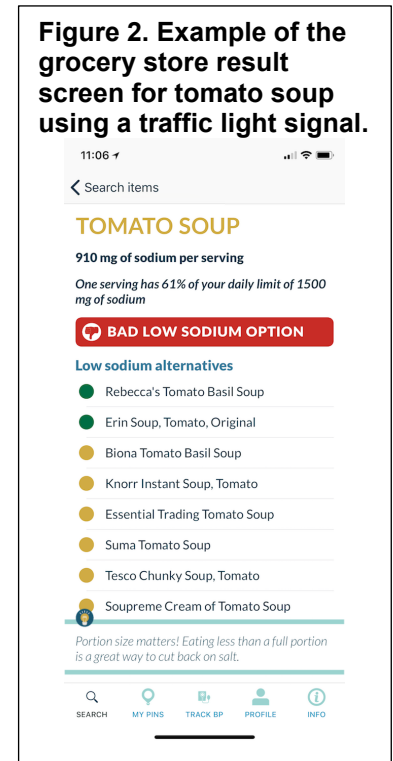 Figure 2. Example of the
grocery store result
screen for tomato soup
using a traffic light signal.
11:06
Search items
TOMATO SOUP
910 mg of sodium per serving
One serving has 61% of your daily limit of 1500
mg of sodium
BAD LOW SODIUM OPTION
Low sodium alternatives
Rebecca's Tomato Basil Soup
Erin Soup, Tomato, Original
Biona Tomato Basil Soup
Knorr Instant Soup, Tomato
Essential Trading Tomato Soup
Suma Tomato Soup
Tesco Chunky Soup, Tomato
Soupreme Cream of Tomato Soup
Portion size matters! Eating less than a full portion
is a great way to cut back on salt.
SEARCH MY PINS TRACK BP PROFILE INFO